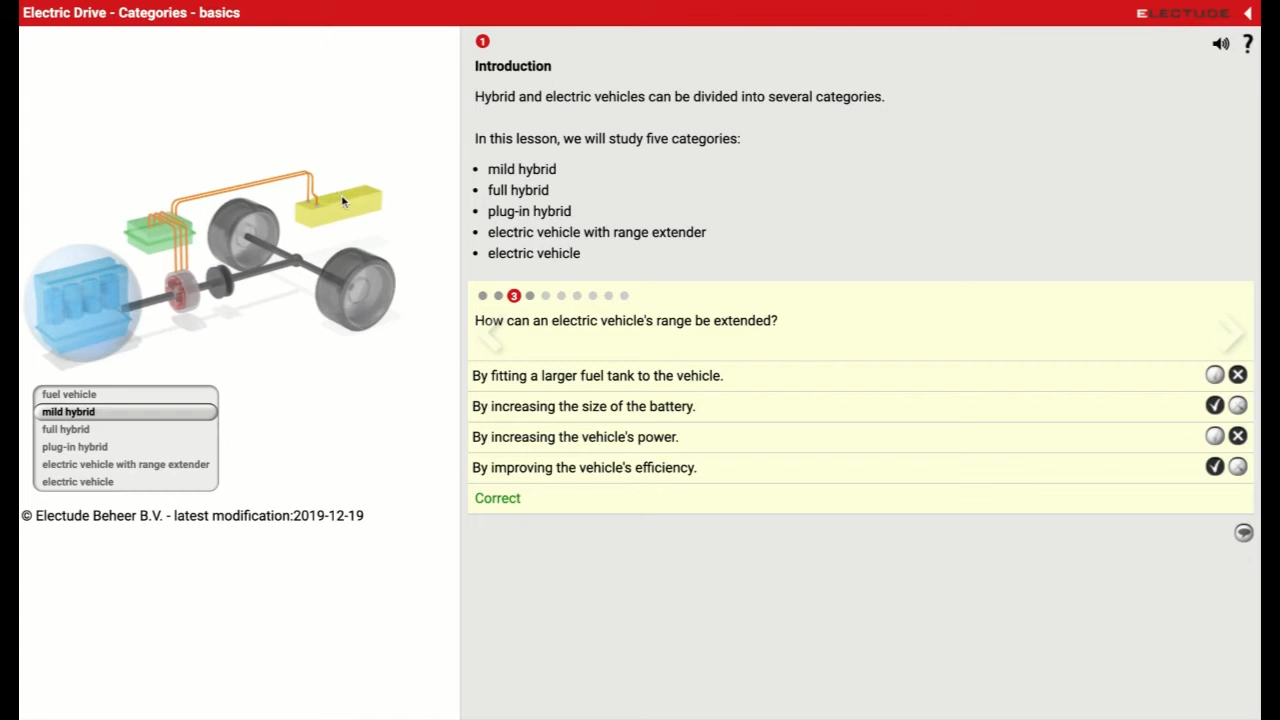 Electric Drive - Categories - basics
ELECTUDE
1
?
Introduction
Hybrid and electric vehicles can be divided into several categories.
In this lesson, we will study five categories:
• mild hybrid
• full hybrid
• plug-in hybrid
• electric vehicle with range extender
• electric vehicle
3
How can an electric vehicle's range be extended?
By fitting a larger fuel tank to the vehicle.
By increasing the size of the battery.
By increasing the vehicle's power.
By improving the vehicle's efficiency.
Correct
fuel vehicle
mild hybrid
full hybrid
plug-in hybrid
electric vehicle with range extender
electric vehicle
© Electude Beheer B.V. - latest modification:2019-12-19